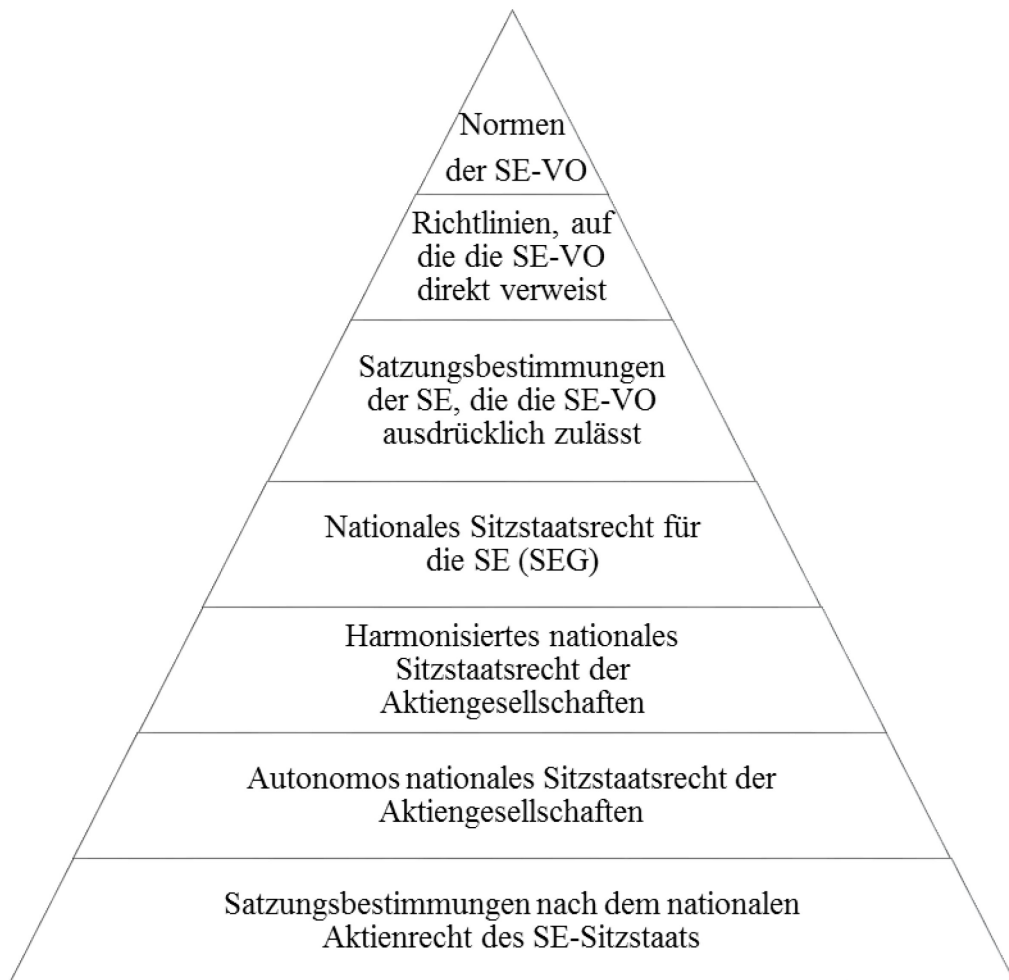 Normen
der SE-VO
Richtlinien, auf
die die SE-VO
direkt verweist
Satzungsbestimmungen
der SE, die die SE-VO
ausdrücklich zulässt
Nationales Sitzstaatsrecht für
die SE (SEG)
Harmonisiertes nationales
Sitzstaatsrecht der
Aktiengesellschaften
Autonomos nationales Sitzstaatsrecht der
Aktiengesellschaften
Satzungsbestimmungen nach dem nationalen
Aktienrecht des SE-Sitzstaats